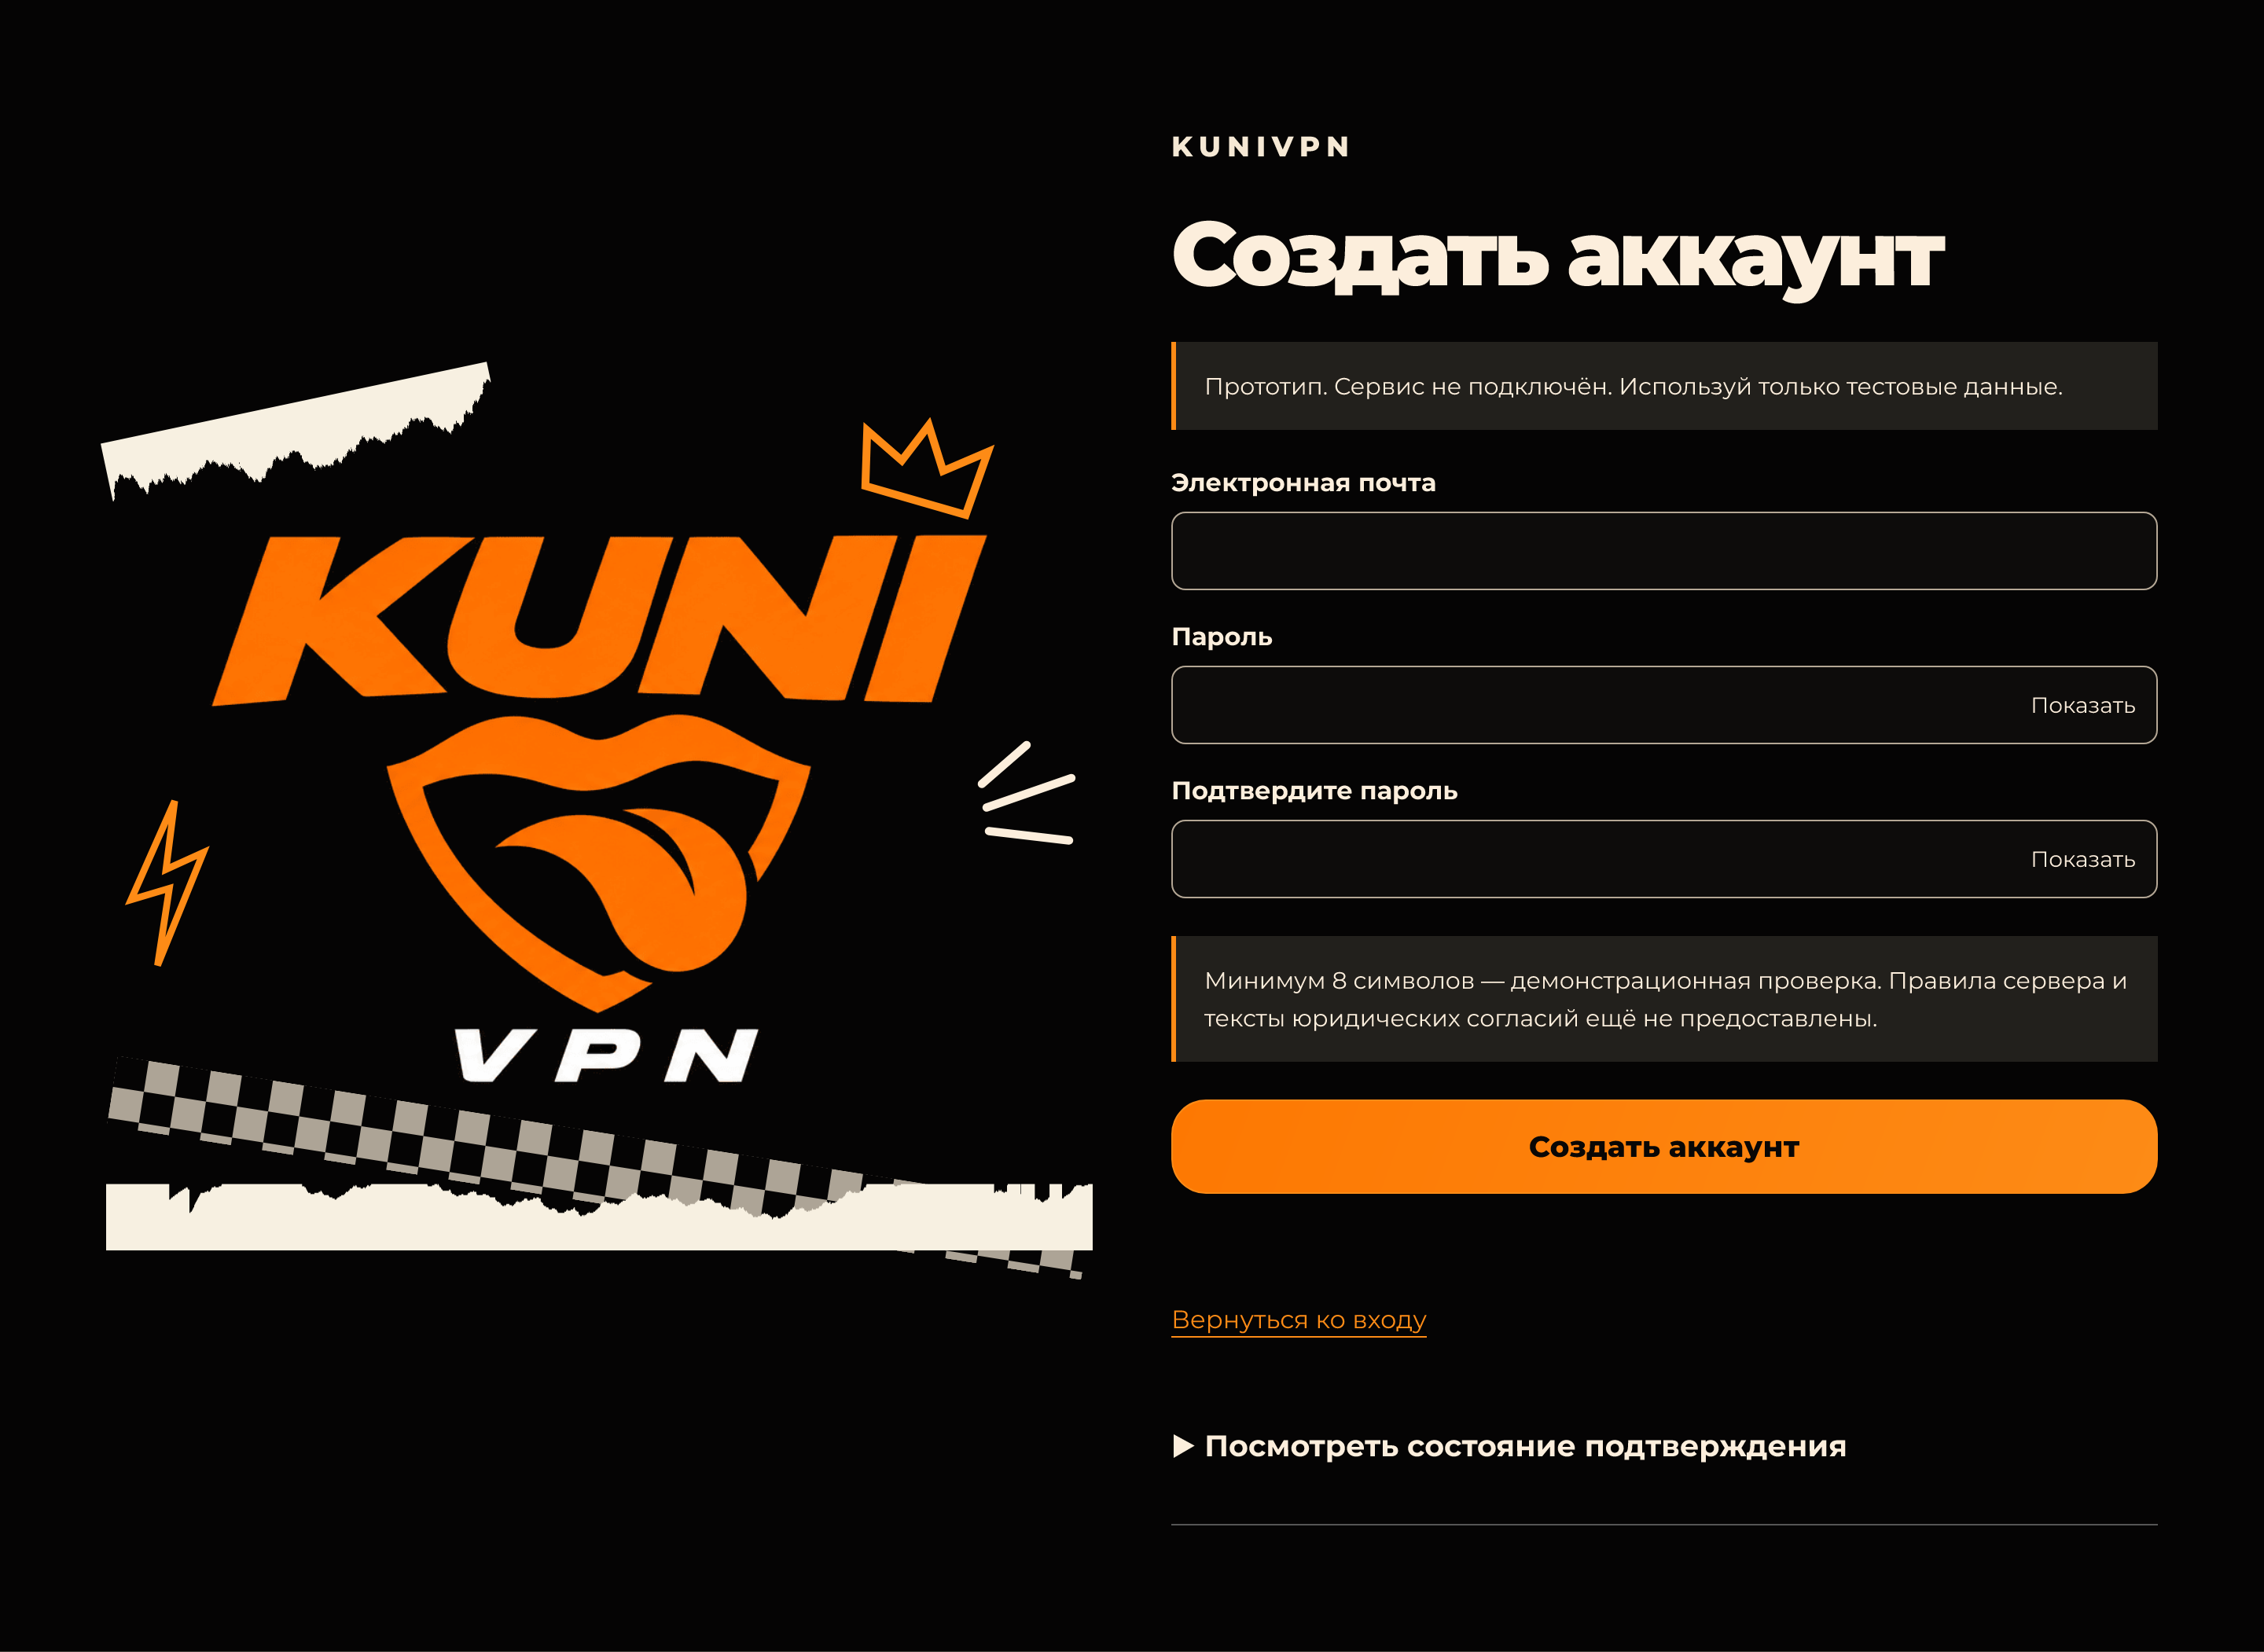 KUNI
VPN
KUNIVPN
Создать аккаунт
Прототип. Сервис не подключён. Используй только тестовые данные.
Электронная почта
Пароль
Показать
Подтвердите пароль
Показать
Минимум 8 символов — демонстрационная проверка. Правила сервера и
тексты юридических согласий ещё не предоставлены.
Создать аккаунт
Вернуться ко входу
Посмотреть состояние подтверждения